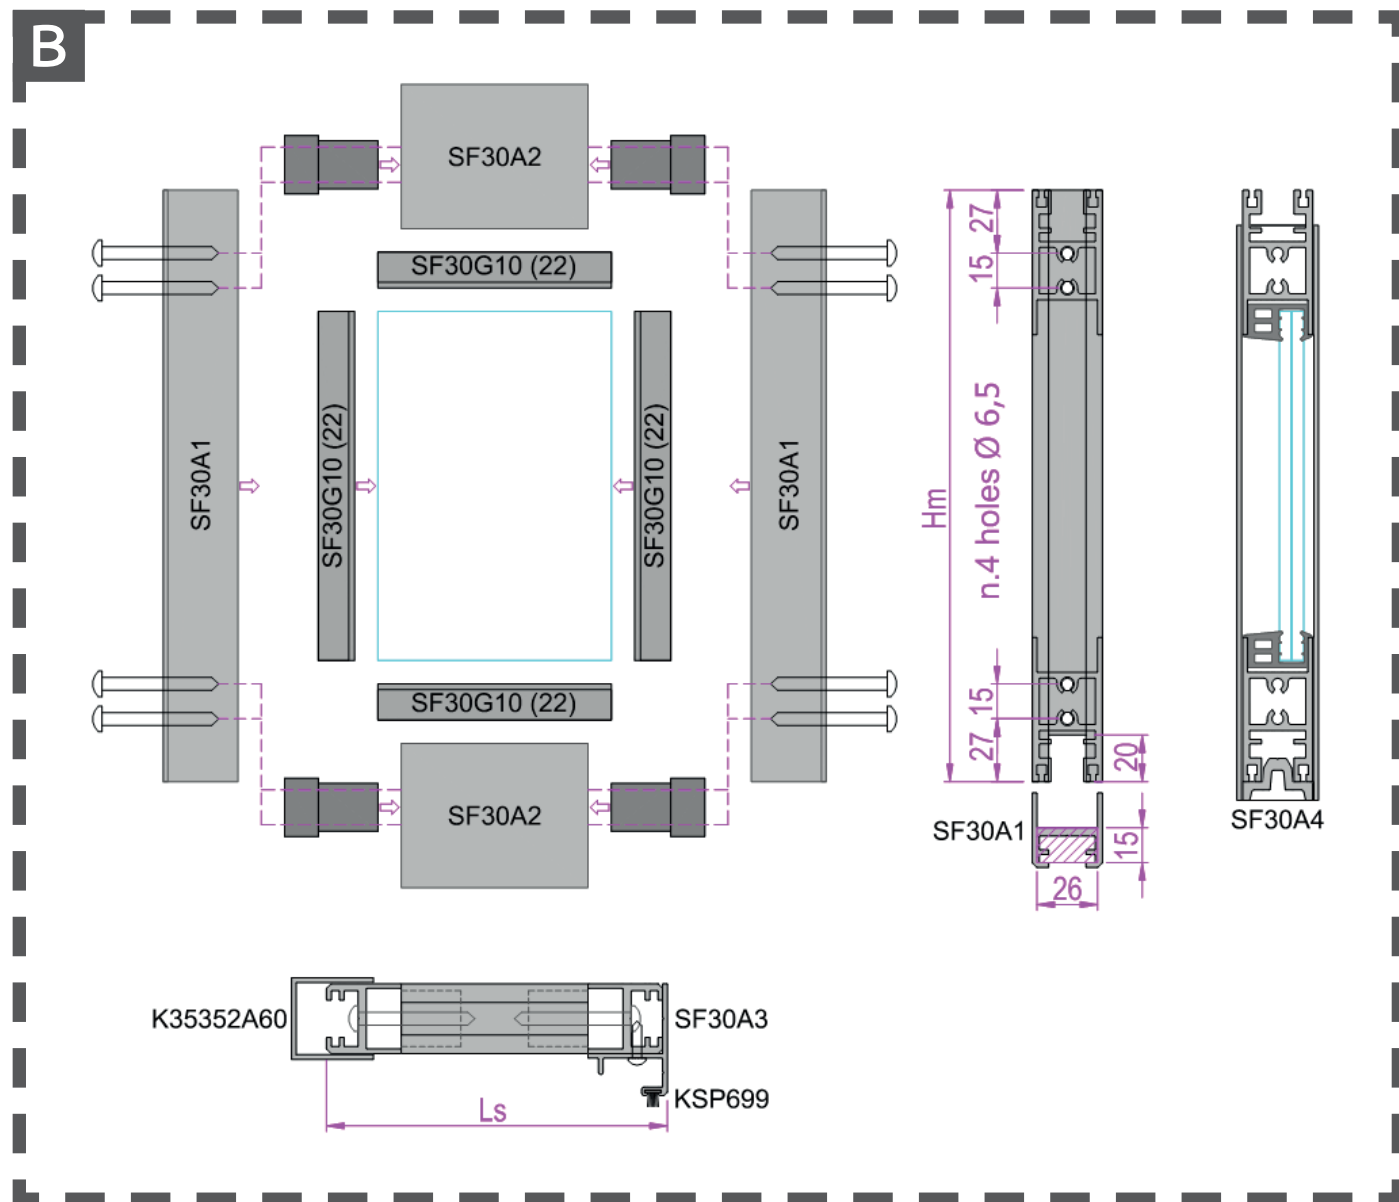 B
SF30A2
SF30G10 (22)
SF30A1
SF30G10 (22)
SF30G10 (22)
SF30A1
SF30G10 (22)
SF30A2
27
15
Hm
n.4 holes Ø 6,5
15
27
20
SF30A1
15
26
SF30A4
K35352A60
SF30A3
KSP699
Ls